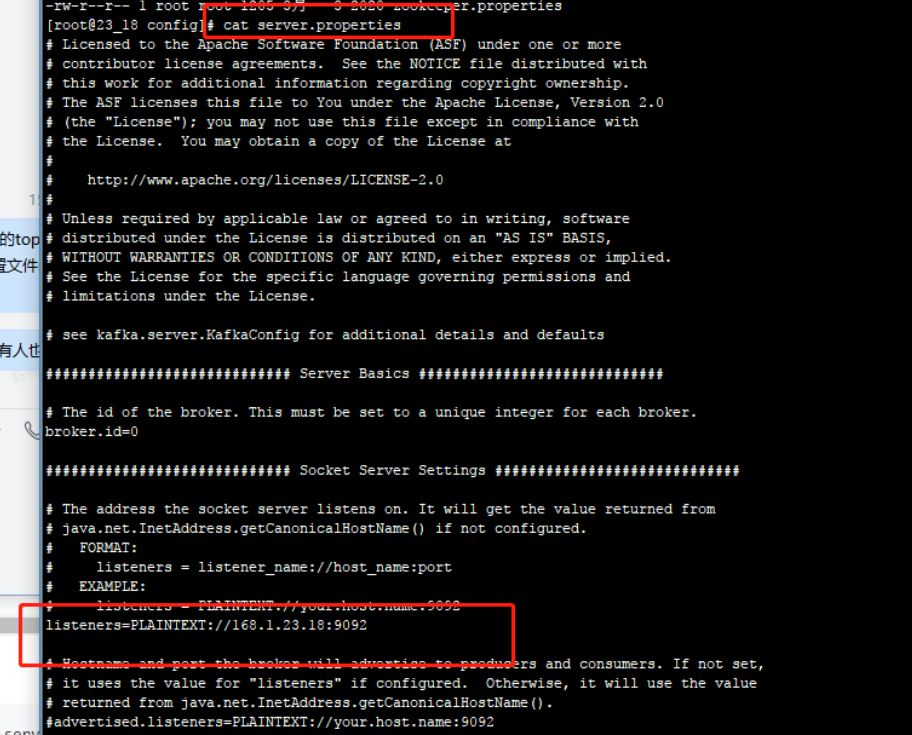 -rw-r--r-- 1 root root 1205 3月 3 2020 zookeeper.properties
[root@23_18 config]# cat server.properties
# Licensed to the Apache Software Foundation (ASF) under one or more
# contributor license agreements.  See the NOTICE file distributed with
# this work for additional information regarding copyright ownership.
# The ASF licenses this file to You under the Apache License, Version 2.0
# (the "License"); you may not use this file except in compliance with
# the License.  You may obtain a copy of the License at
#
#    http://www.apache.org/licenses/LICENSE-2.0
#
# Unless required by applicable law or agreed to in writing, software
的top
# distributed under the License is distributed on an "AS IS" BASIS,
# WITHOUT WARRANTIES OR CONDITIONS OF ANY KIND, either express or implied.
置文件
# See the License for the specific language governing permissions and
# limitations under the License.
# see kafka.server.KafkaConfig for additional details and defaults
有人也
############################# Server Basics #############################
# The id of the broker. This must be set to a unique integer for each broker.
broker.id=0
############################# Socket Server Settings #############################
# The address the socket server listens on. It will get the value returned from
# java.net.InetAddress.getCanonicalHostName() if not configured.
#   FORMAT:
#     listeners = listener_name://host_name:port
#   EXAMPLE:
#     listeners = PLAINTEXT://your.host.name:9092
listeners=PLAINTEXT://168.1.23.18:9092
# Hostname and port the broker will advertise to producers and consumers. If not set,
# it uses the value for "listeners" if configured.  Otherwise, it will use the value
# returned from java.net.InetAddress.getCanonicalHostName().
#advertised.listeners=PLAINTEXT://your.host.name:9092